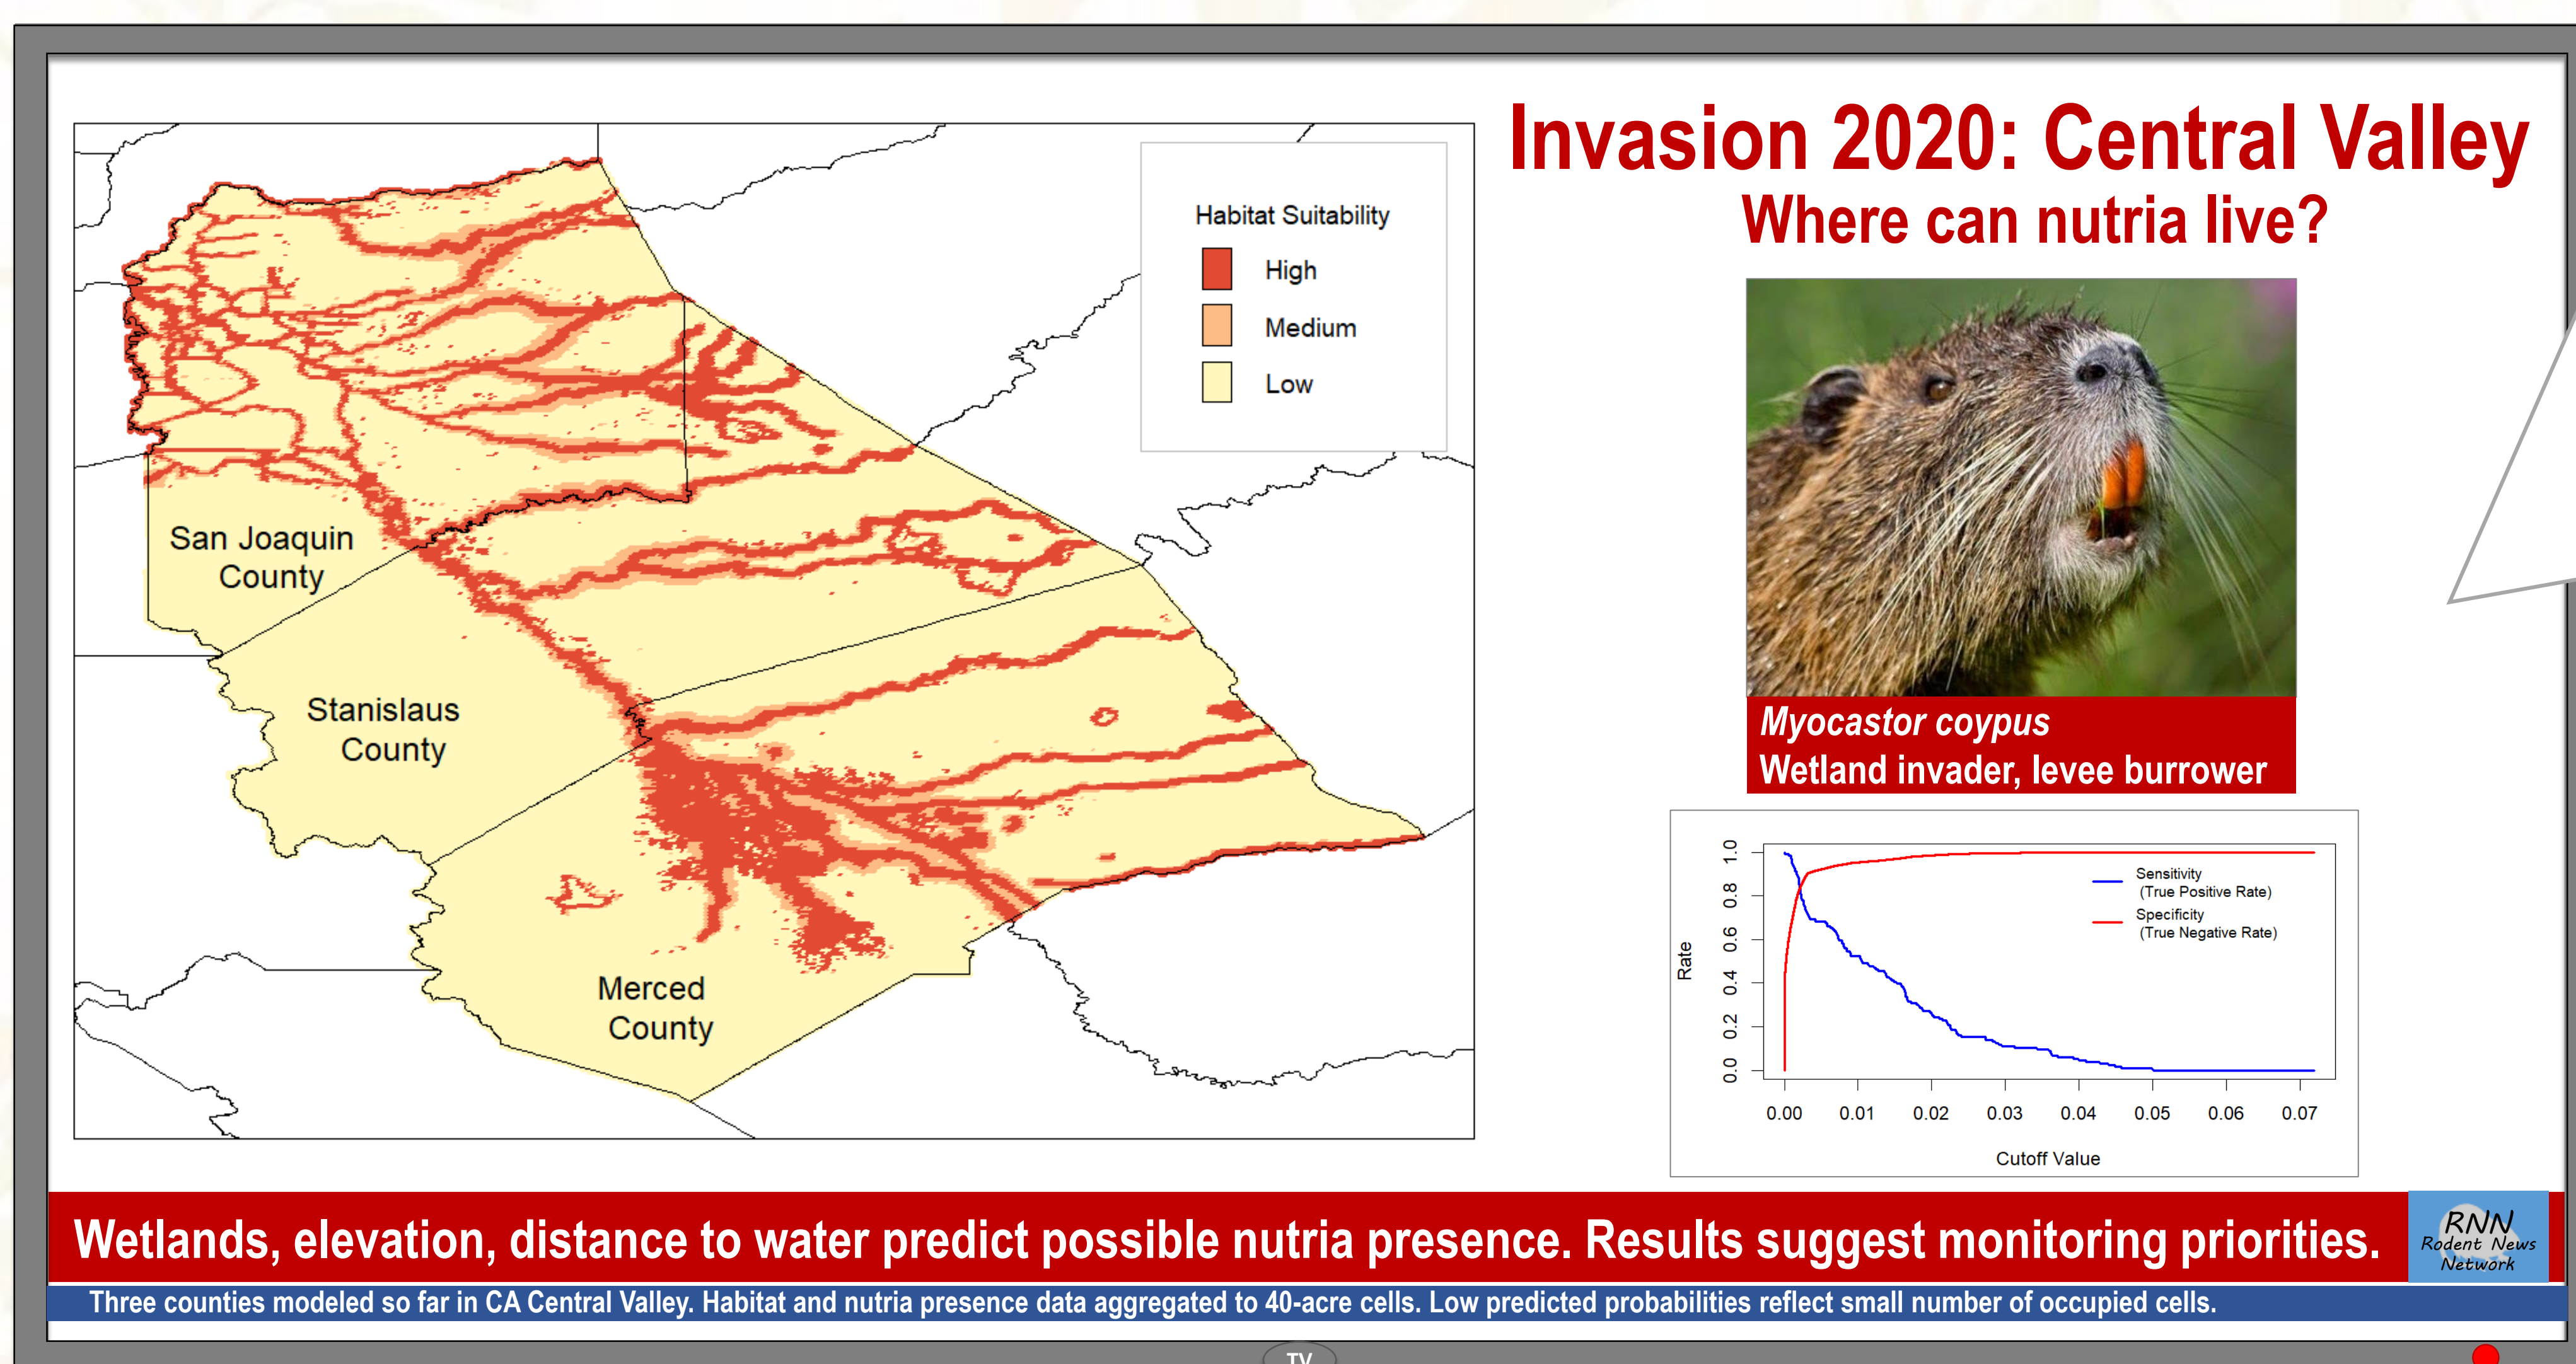 Invasion 2020: Central Valley
Where can nutria live?
Habitat Suitability
High
Medium
Low
San Joaquin
County
Stanislaus
County
Merced
County
Myocastor coypus
Wetland invader, levee burrower
Sensitivity
(True Positive Rate)
Specificity
(True Negative Rate)
Rate
1.0
0.8
0.6
0.4
0.2
0.0
0.00 0.01 0.02 0.03 0.04 0.05 0.06 0.07
Cutoff Value
Wetlands, elevation, distance to water predict possible nutria presence. Results suggest monitoring priorities.
RNN
Rodent News
Network
Three counties modeled so far in CA Central Valley. Habitat and nutria presence data aggregated to 40-acre cells. Low predicted probabilities reflect small number of occupied cells.
TV